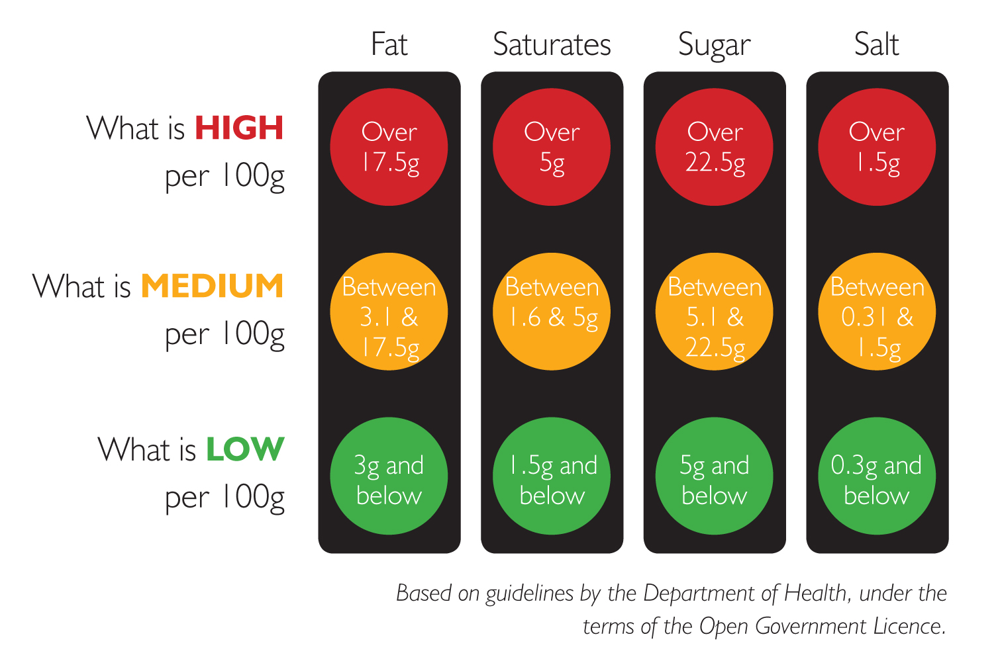 Fat Saturates Sugar Salt
What is HIGH
per 100g
Over
17.5g
Over
5g
Over
22.5g
Over
1.5g
What is MEDIUM
per 100g
Between
3.1 &
17.5g
Between
1.6 & 5g
Between
5.1 &
22.5g
Between
0.31 &
1.5g
What is LOW
per 100g
3g and
below
1.5g and
below
5g and
below
0.3g and
below
Based on guidelines by the Department of Health, under the
terms of the Open Government Licence.